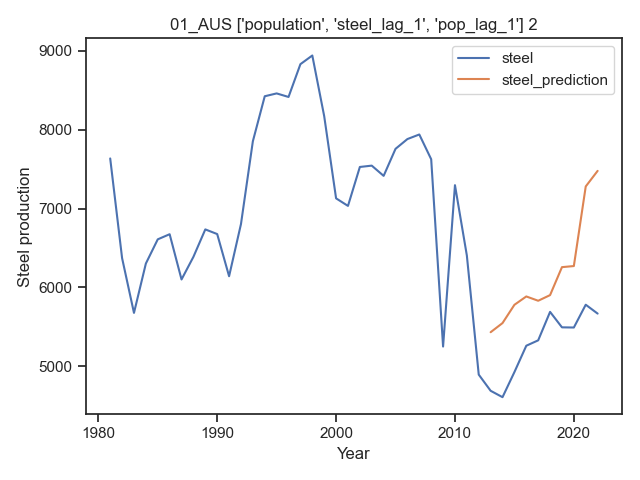 01_AUS ['population', 'steel_lag_1', 'pop_lag_1'] 2
steel
steel_prediction
Steel production
9000
8000
7000
6000
5000
1980
1990
2000
2010
2020
Year